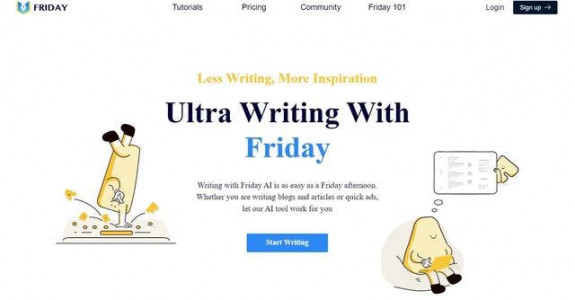 FRIDAY
Tutorials
Pricing
Community
Friday 101
Login
Sign up →
Less Writing, More Inspiration
Ultra Writing With
Friday
Writing with Friday AI is as easy as a Friday afternoon.
Whether you are writing blogs and articles or quick ads,
let our AI tool work for you
Start Writing